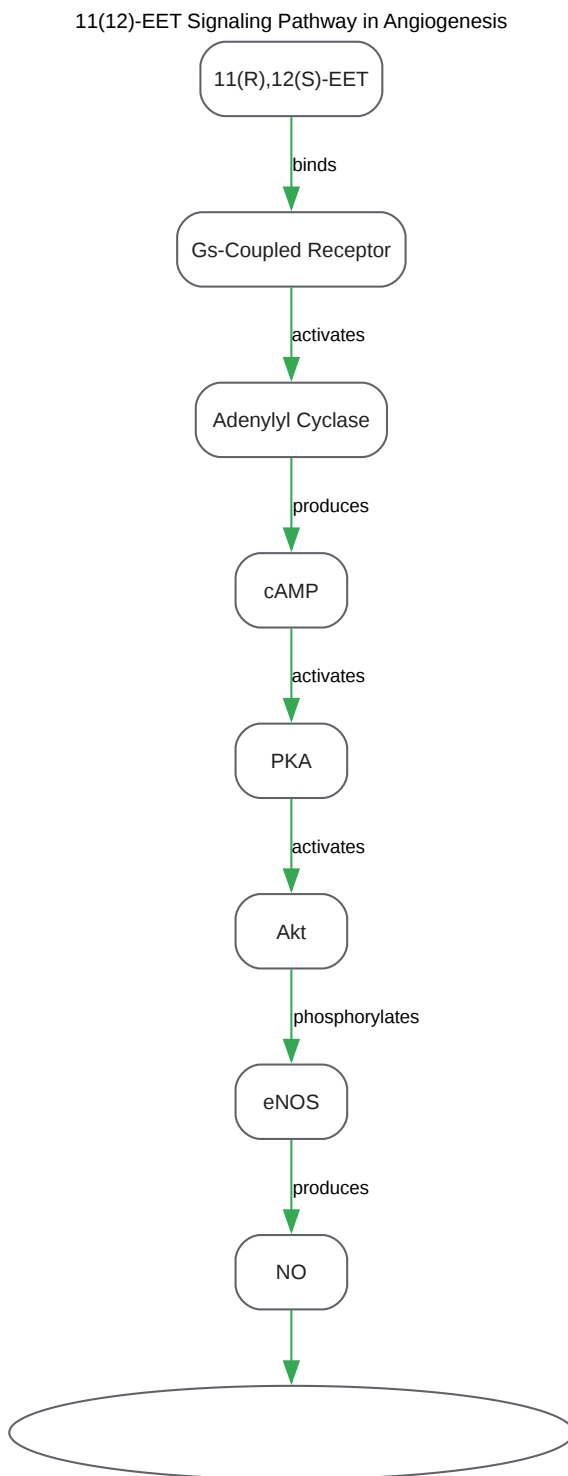 11(12)-EET Signaling Pathway in Angiogenesis
11(R),12(S)-EET
binds
Gs-Coupled Receptor
activates
Adenylyl Cyclase
produces
cAMP
activates
PKA
activates
Akt
phosphorylates
eNOS
produces
NO